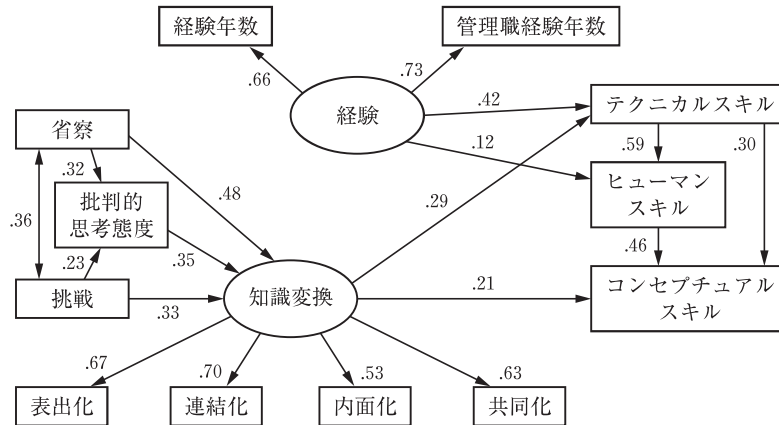 経験年数
管理職経験年数
.66
.73
経験
.42
テクニカルスキル
省察
.12
.59
.30
.32
ヒューマン
スキル
批判的
思考態度
.48
.29
.36
.46
.23
.35
挑戦
.33
知識変換
.21
コンセプチュアル
スキル
.67
.70
.53
.63
表出化
連結化
内面化
共同化